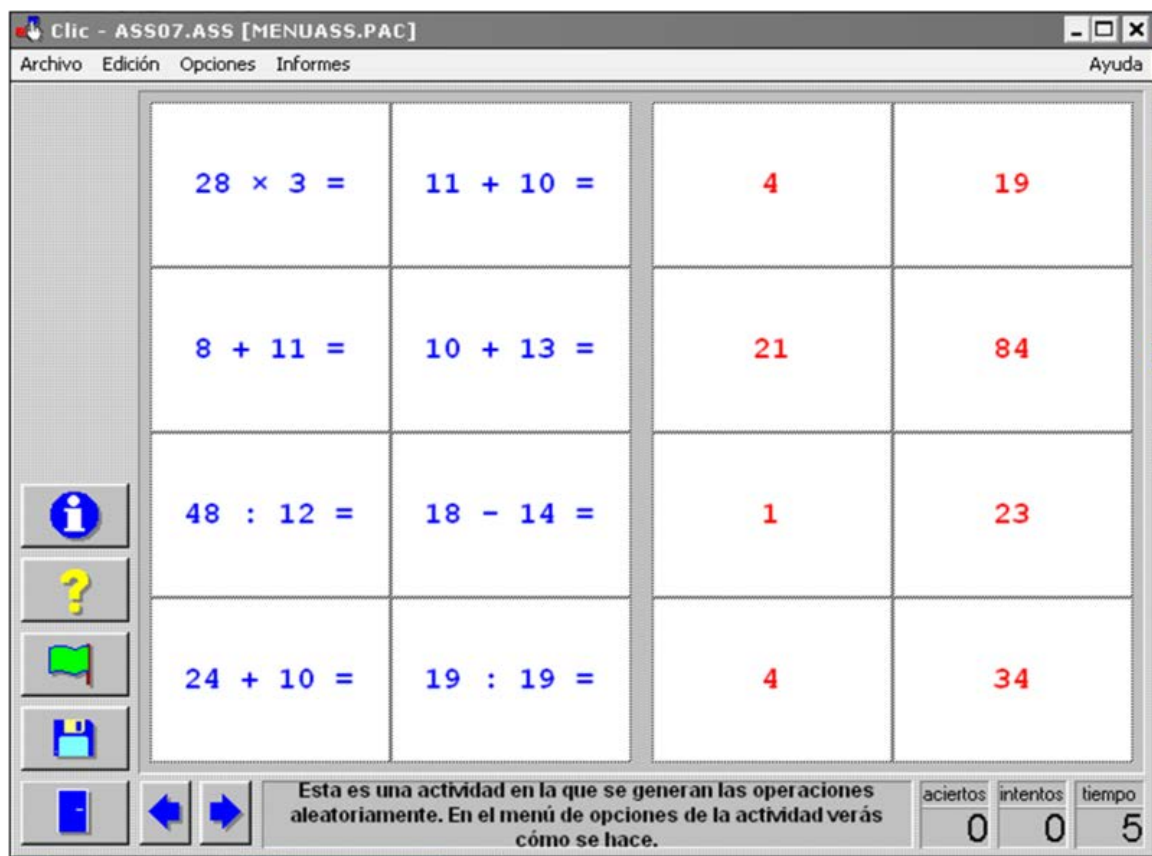 Clic - ASS07.ASS [MENUASS.PAC]
Archivo Edición Opciones Informes Ayuda
28 × 3 = 11 + 10 = 4 19
8 + 11 = 10 + 13 = 21 84
48 : 12 = 18 - 14 = 1 23
24 + 10 = 19 : 19 = 4 34
Esta es una actividad en la que se generan las operaciones
aleatoriamente. En el menú de opciones de la actividad verás
cómo se hace.
aciertos intentos tiempo
0 0 5